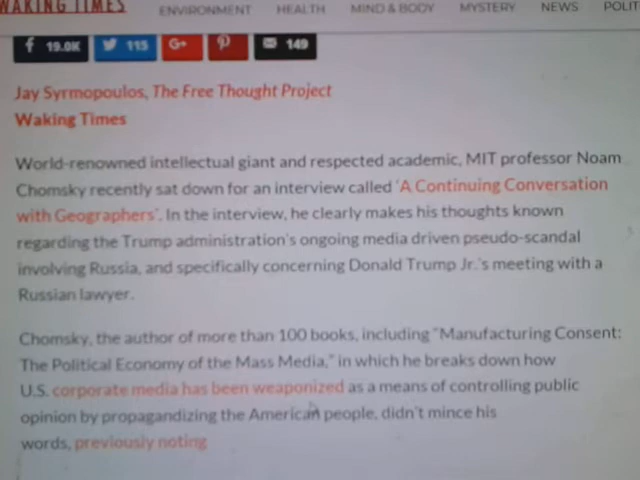 WAKING TIMES ENVIRONMENT HEALTH MIND & BODY MYSTERY NEWS POLIT
f 19.0K 115 G+ 149
Jay Syrmopoulos, The Free Thought Project
Waking Times
World-renowned intellectual giant and respected academic, MIT professor Noam
Chomsky recently sat down for an interview called 'A Continuing Conversation
with Geographers'. In the interview, he clearly makes his thoughts known
regarding the Trump administration's ongoing media driven pseudo-scandal
involving Russia, and specifically concerning Donald Trump Jr.'s meeting with a
Russian lawyer.
Chomsky, the author of more than 100 books, including "Manufacturing Consent:
The Political Economy of the Mass Media," in which he breaks down how
U.S. corporate media has been weaponized as a means of controlling public
opinion by propagandizing the American people, didn't mince his
words, previously noting